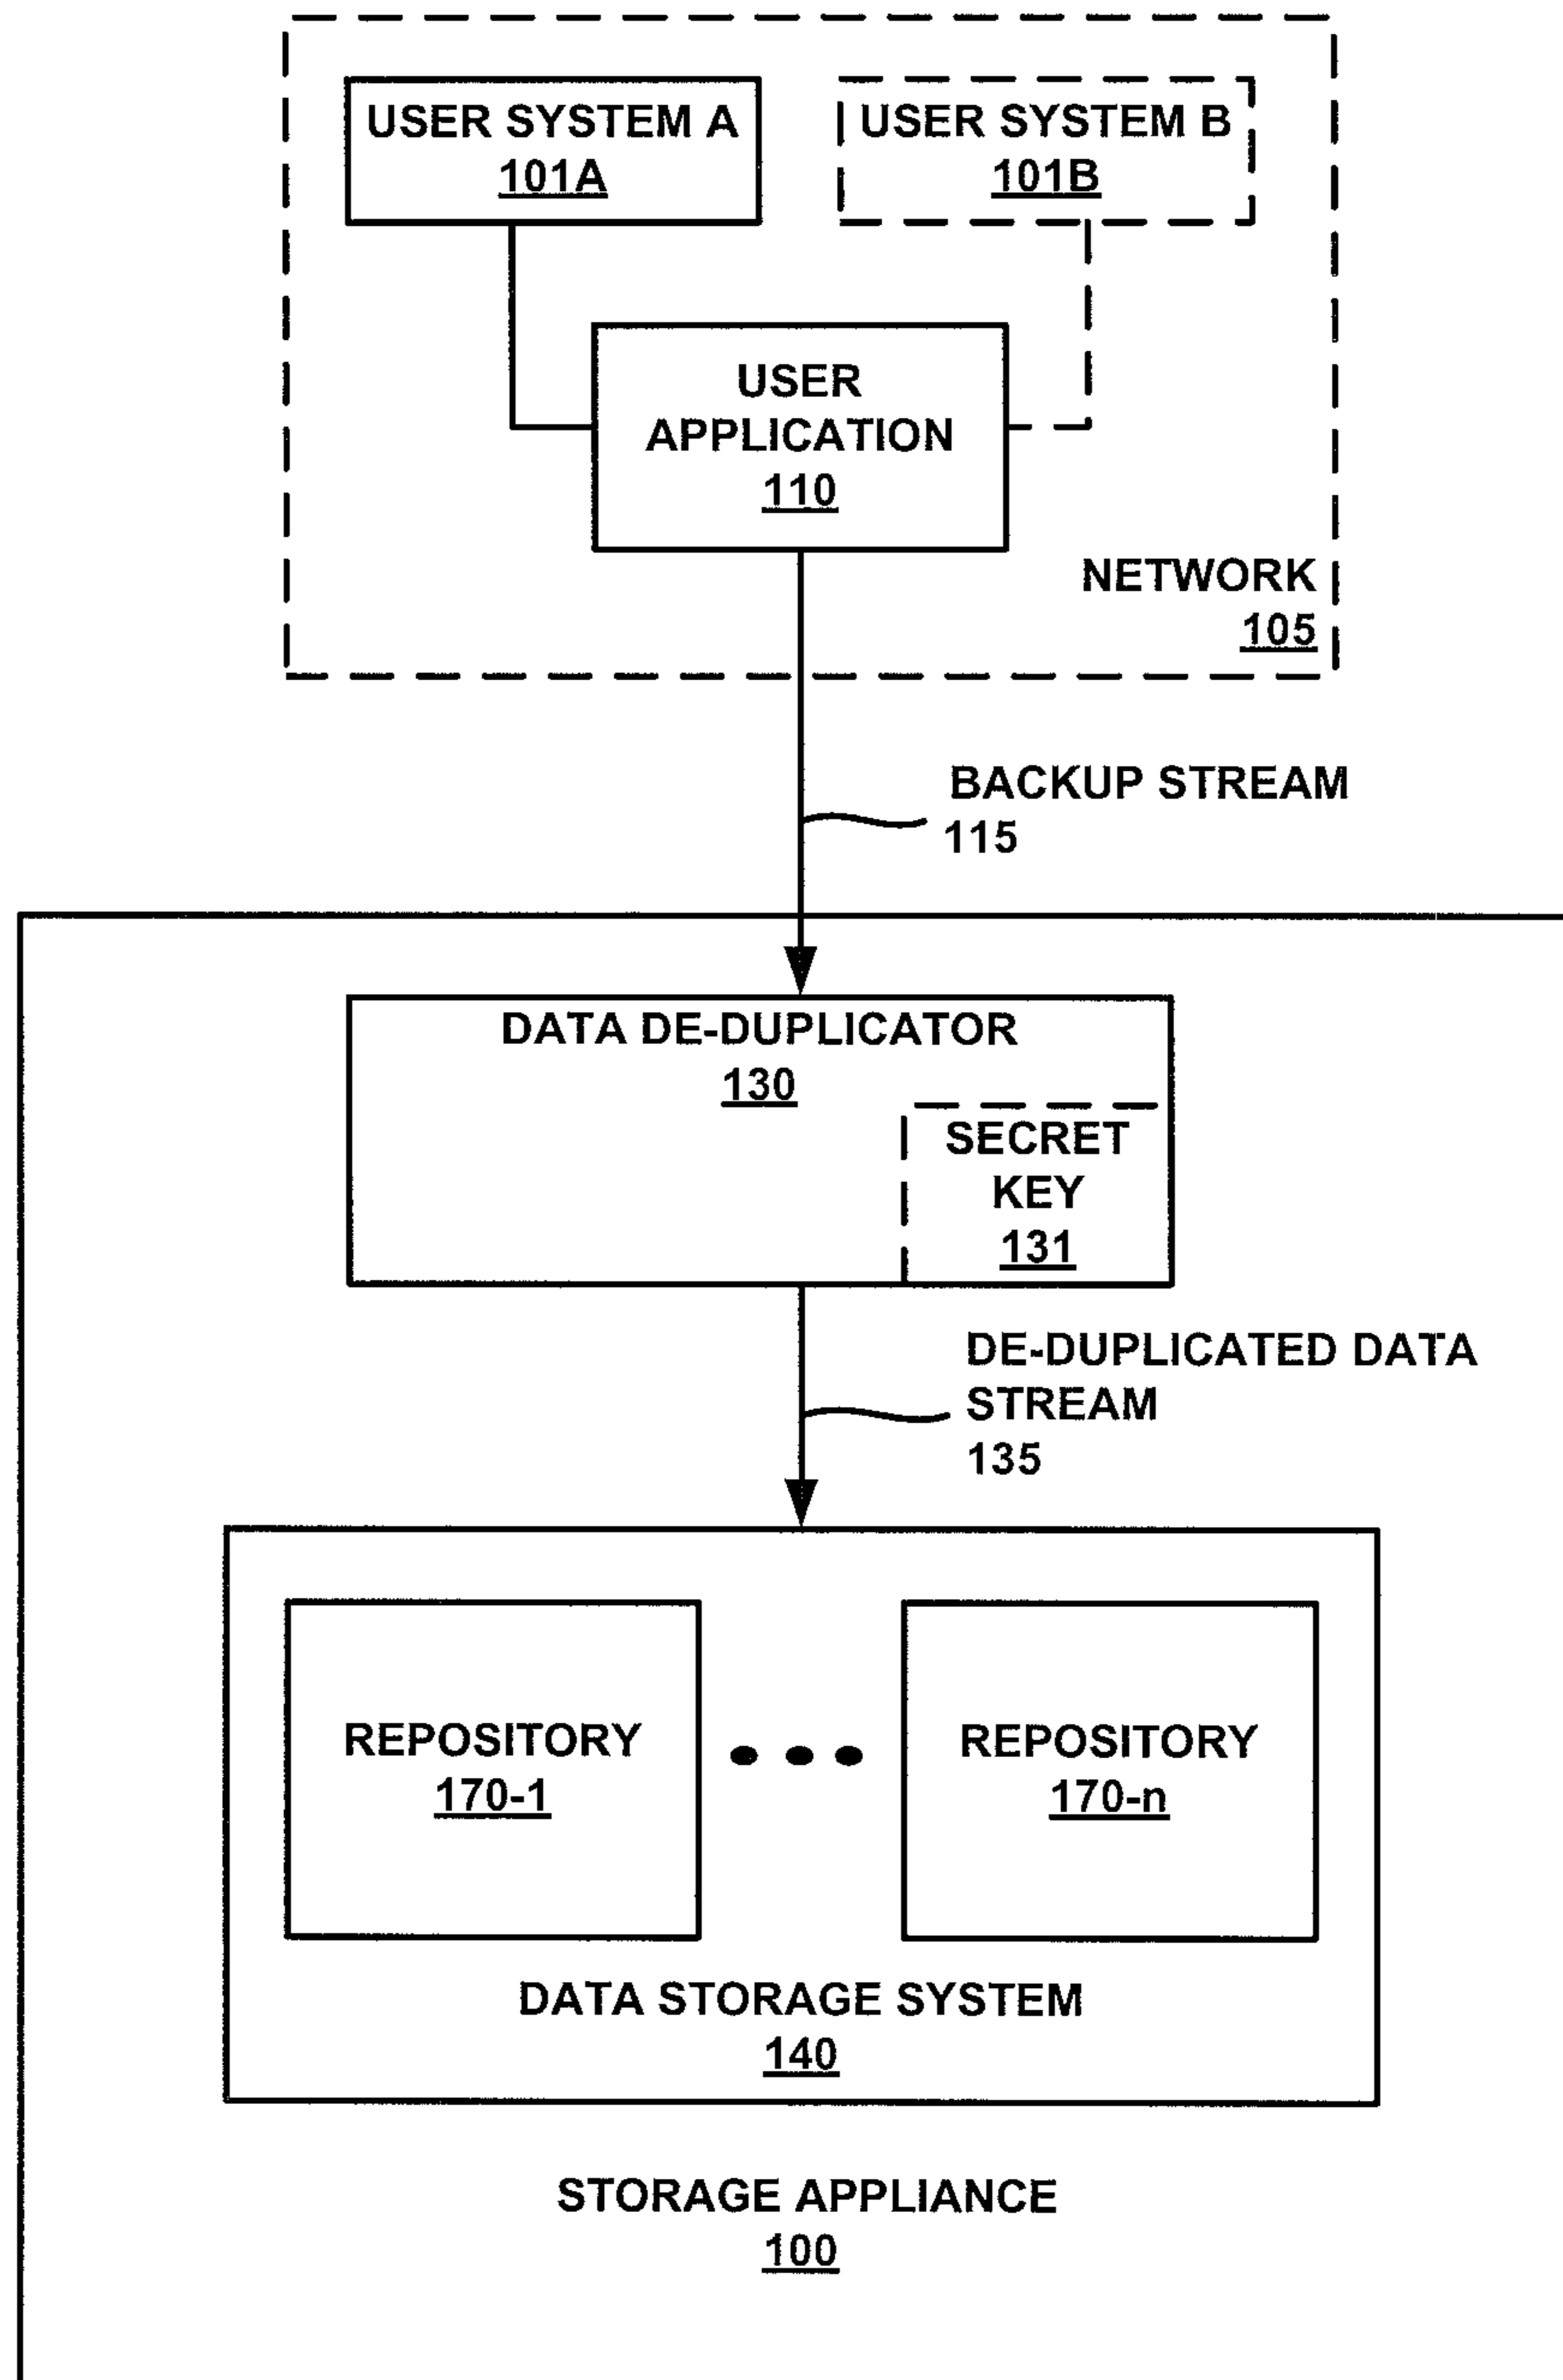 USER SYSTEM A
101A
USER SYSTEM B
101B
USER
APPLICATION
110
NETWORK
105
BACKUP STREAM
115
DATA DE-DUPLICATOR
130
SECRET
KEY
131
DE-DUPLICATED DATA
STREAM
135
REPOSITORY
170-1
REPOSITORY
170-n
DATA STORAGE SYSTEM
140
STORAGE APPLIANCE
100